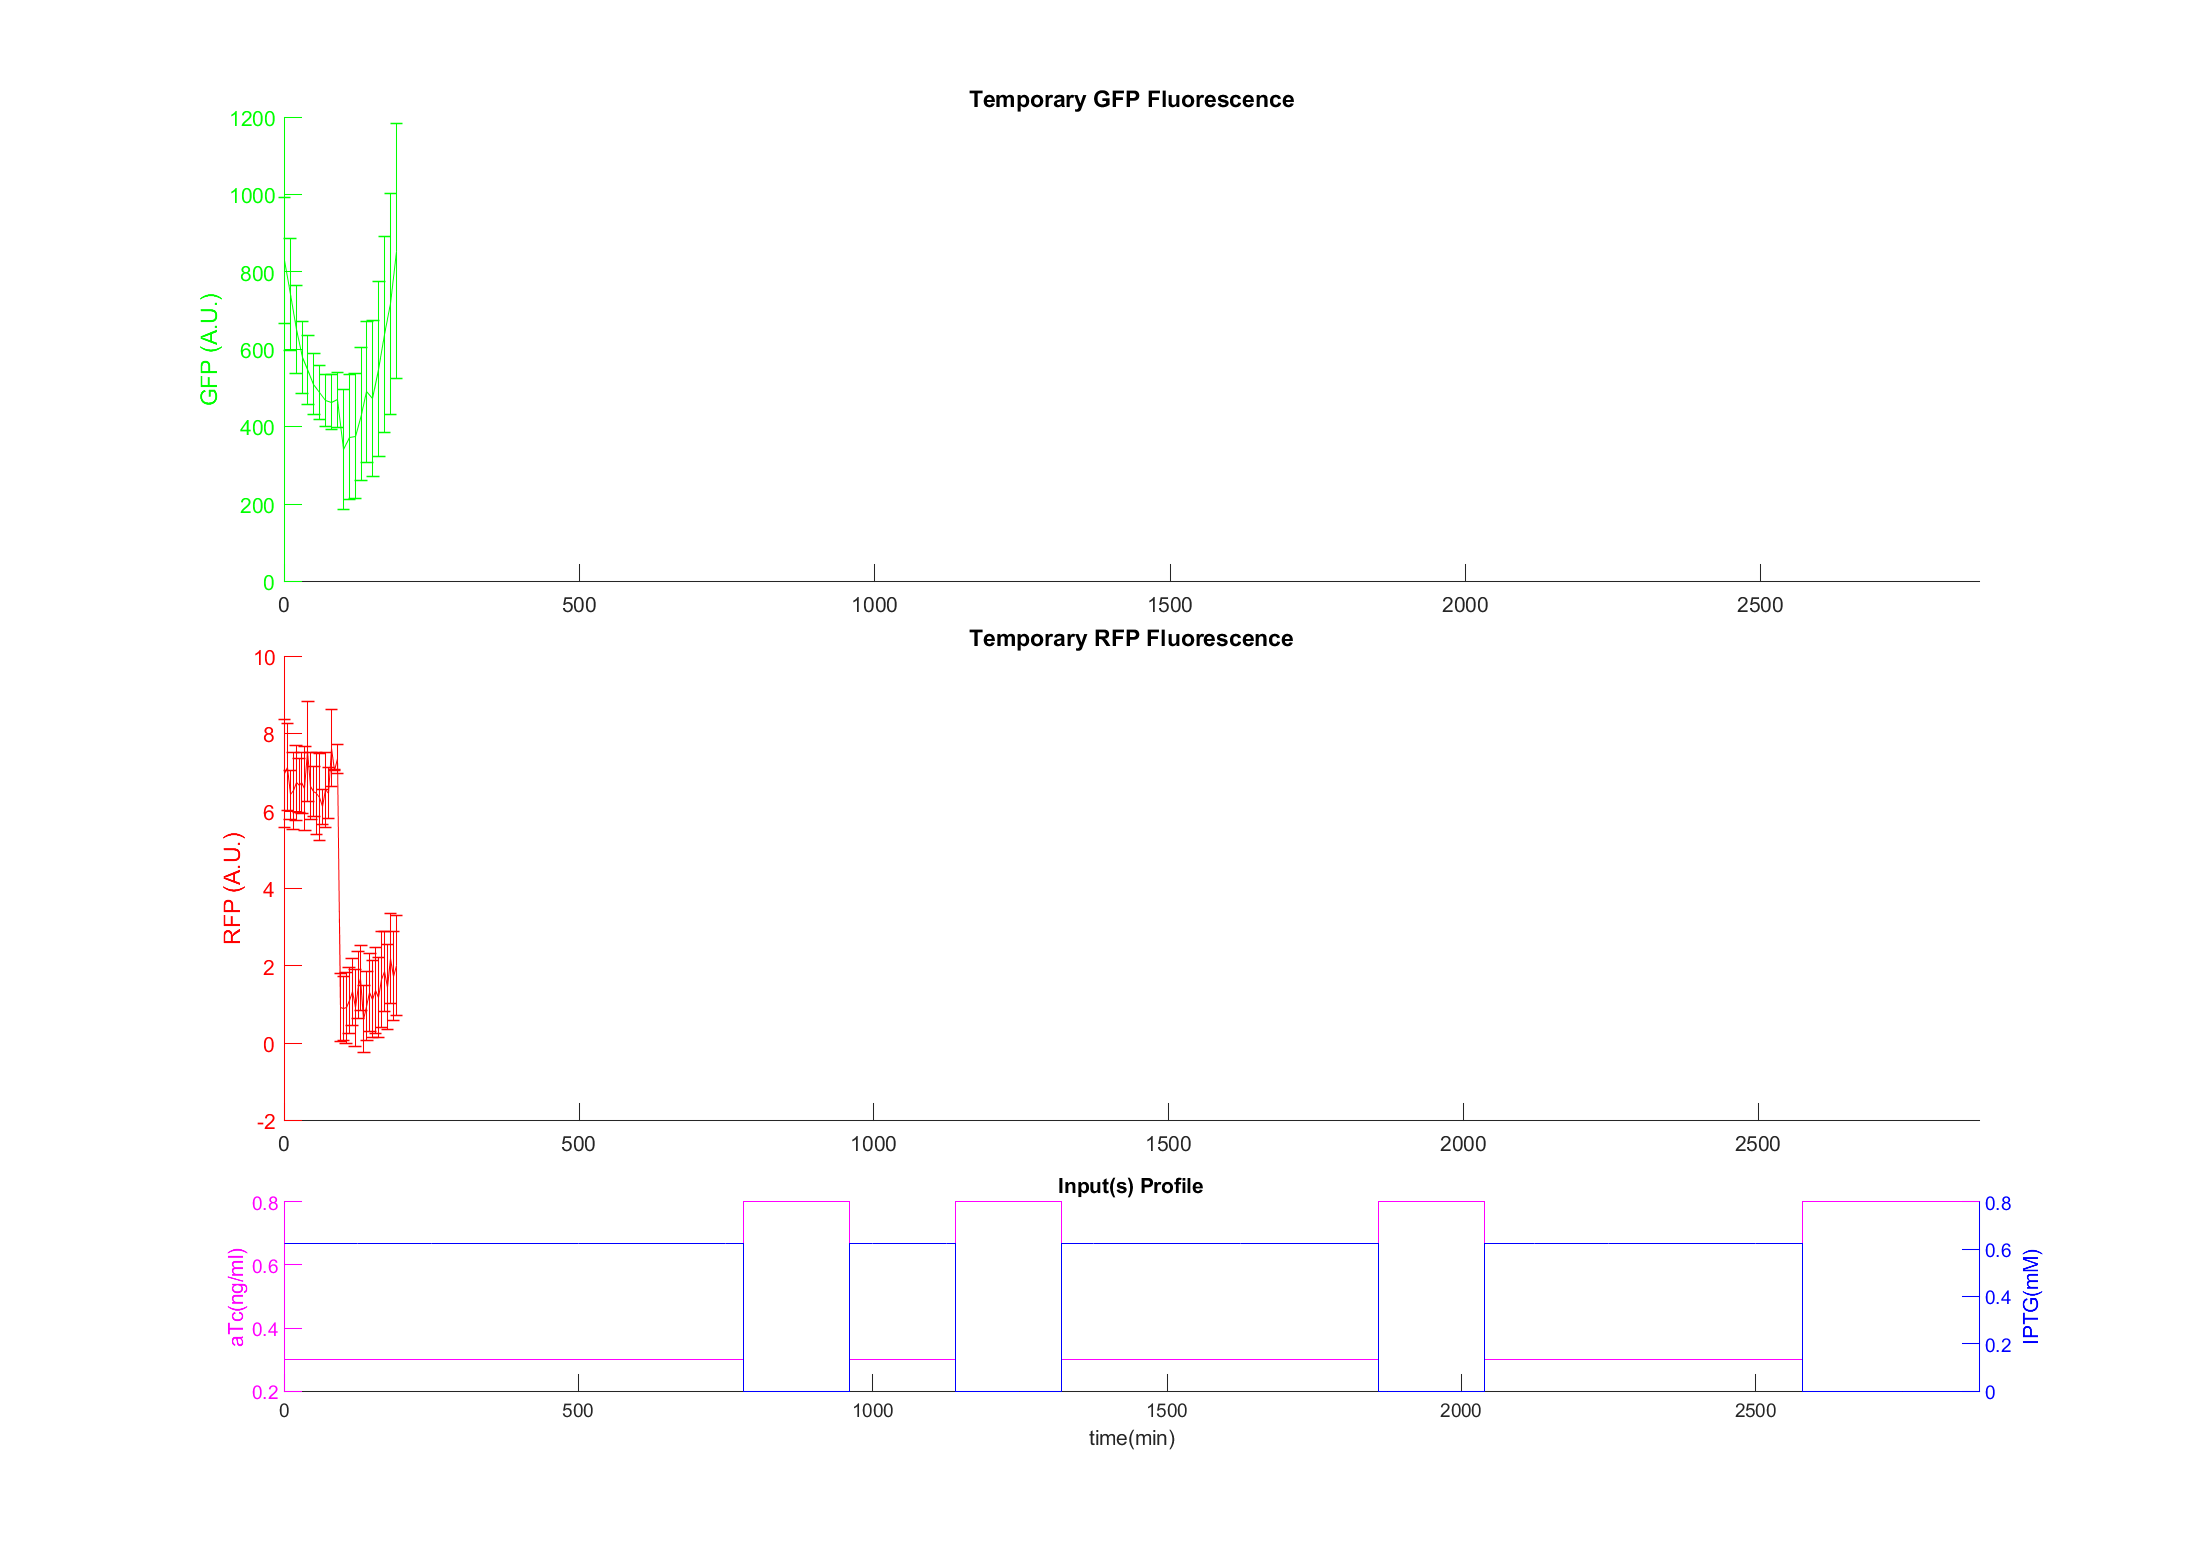 Temporary GFP Fluorescence
1200
1000
800
600
400
200
0
GFP (A.U.)
0 500 1000 1500 2000 2500
Temporary RFP Fluorescence
10
8
6
4
2
0
-2
RFP (A.U.)
0 500 1000 1500 2000 2500
Input(s) Profile
0.8
0.6
0.4
0.2
aTc(ng/ml)
0.8
0.6
0.4
0.2
0
IPTG(mM)
0 500 1000 1500 2000 2500
time(min)